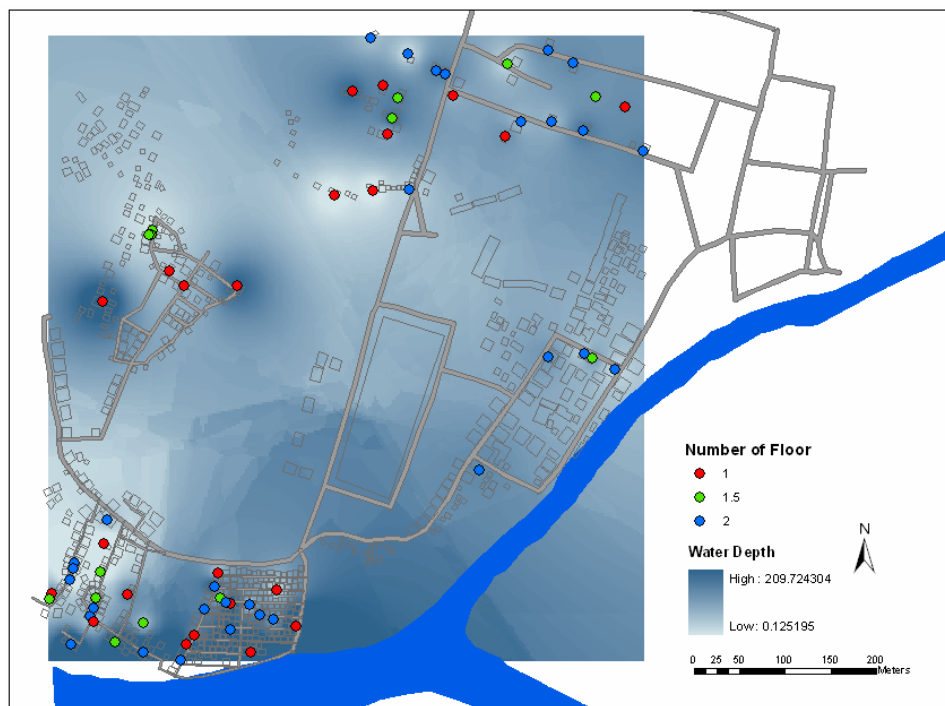 Number of Floor
1
1.5
2
N
Water Depth
High : 209.724304
Low: 0.125195
0 25 50 100 150 200
Meters